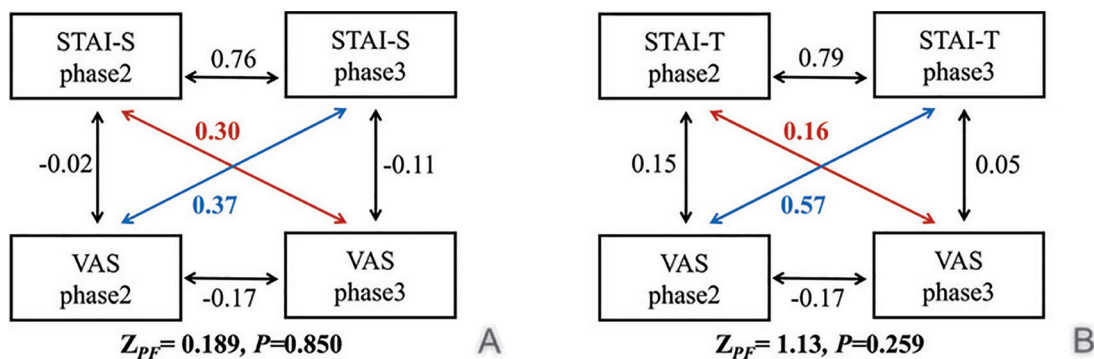 STAI-S
phase2
0.76
STAI-S
phase3
-0.02
0.30
0.37
-0.11
VAS
phase2
-0.17
VAS
phase3
Z_PF= 0.189, P=0.850
A
STAI-T
phase2
0.79
STAI-T
phase3
0.15
0.16
0.57
0.05
VAS
phase2
-0.17
VAS
phase3
Z_PF= 1.13, P=0.259
B